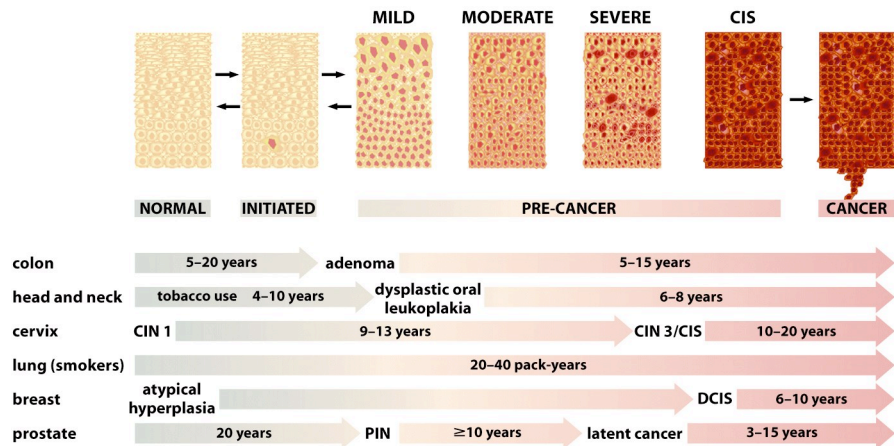 MILD MODERATE SEVERE CIS
NORMAL INITIATED PRE-CANCER CANCER
colon 5–20 years adenoma 5–15 years
head and neck tobacco use 4–10 years dysplastic oral
leukoplakia 6–8 years
cervix CIN 1 9–13 years CIN 3/CIS 10–20 years
lung (smokers) 20–40 pack-years
breast atypical
hyperplasia DCIS 6–10 years
prostate 20 years PIN ≥10 years latent cancer 3–15 years